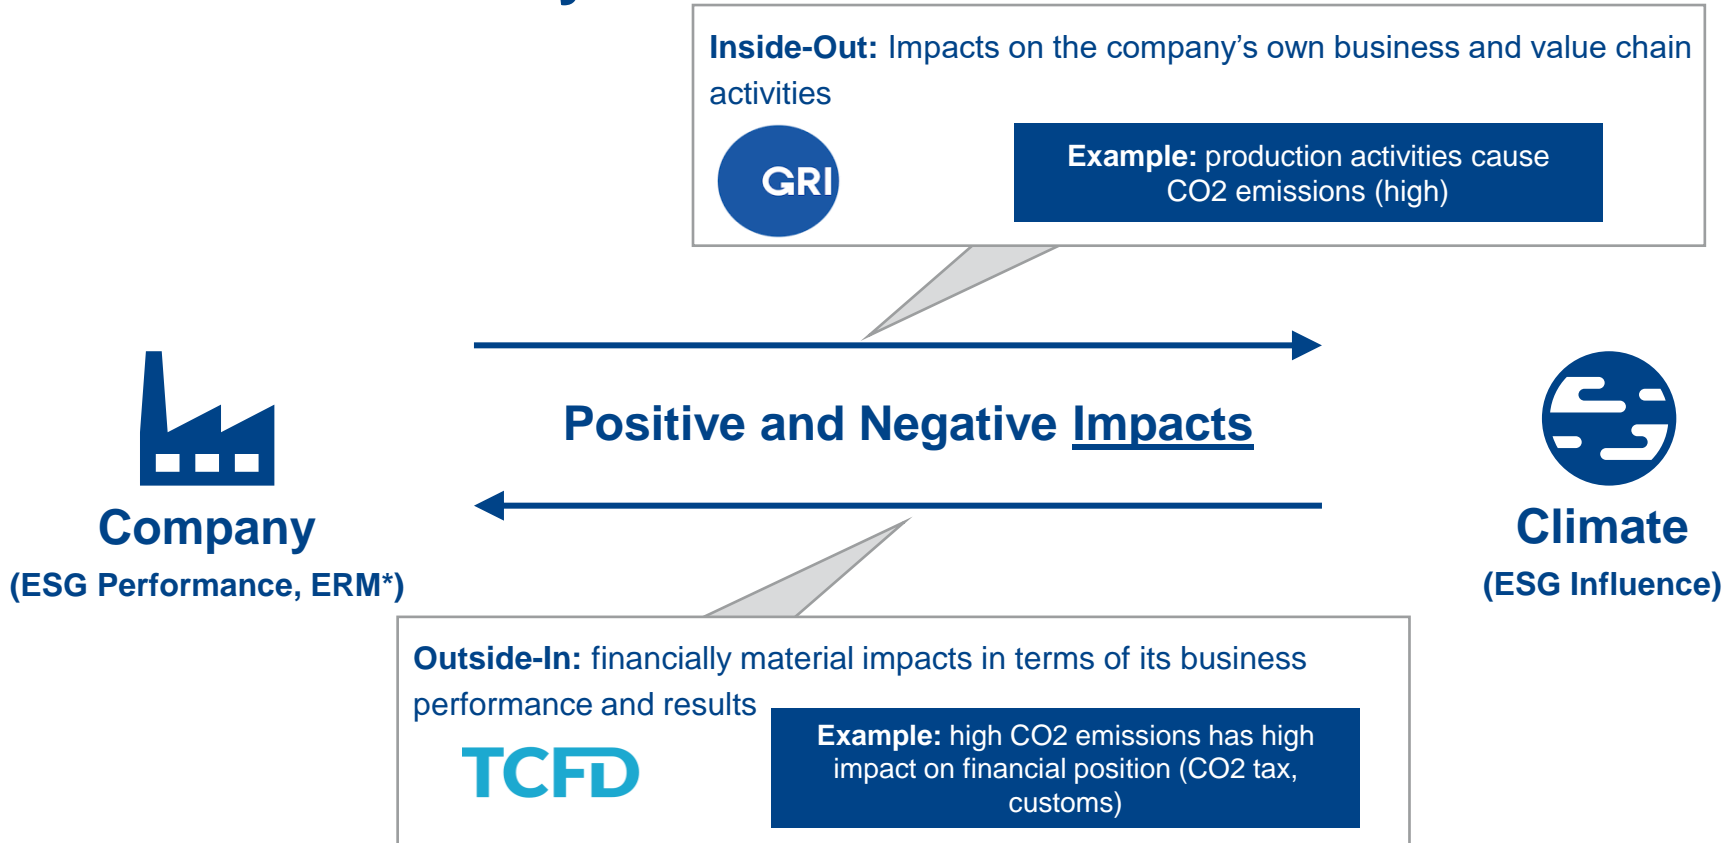 Inside-Out: Impacts on the company's own business and value chain
activities
GRI
Example: production activities cause
CO2 emissions (high)
Positive and Negative Impacts
Company
(ESG Performance, ERM*)
Climate
(ESG Influence)
Outside-In: financially material impacts in terms of its business
performance and results
TCFD
Example: high CO2 emissions has high
impact on financial position (CO2 tax,
customs)